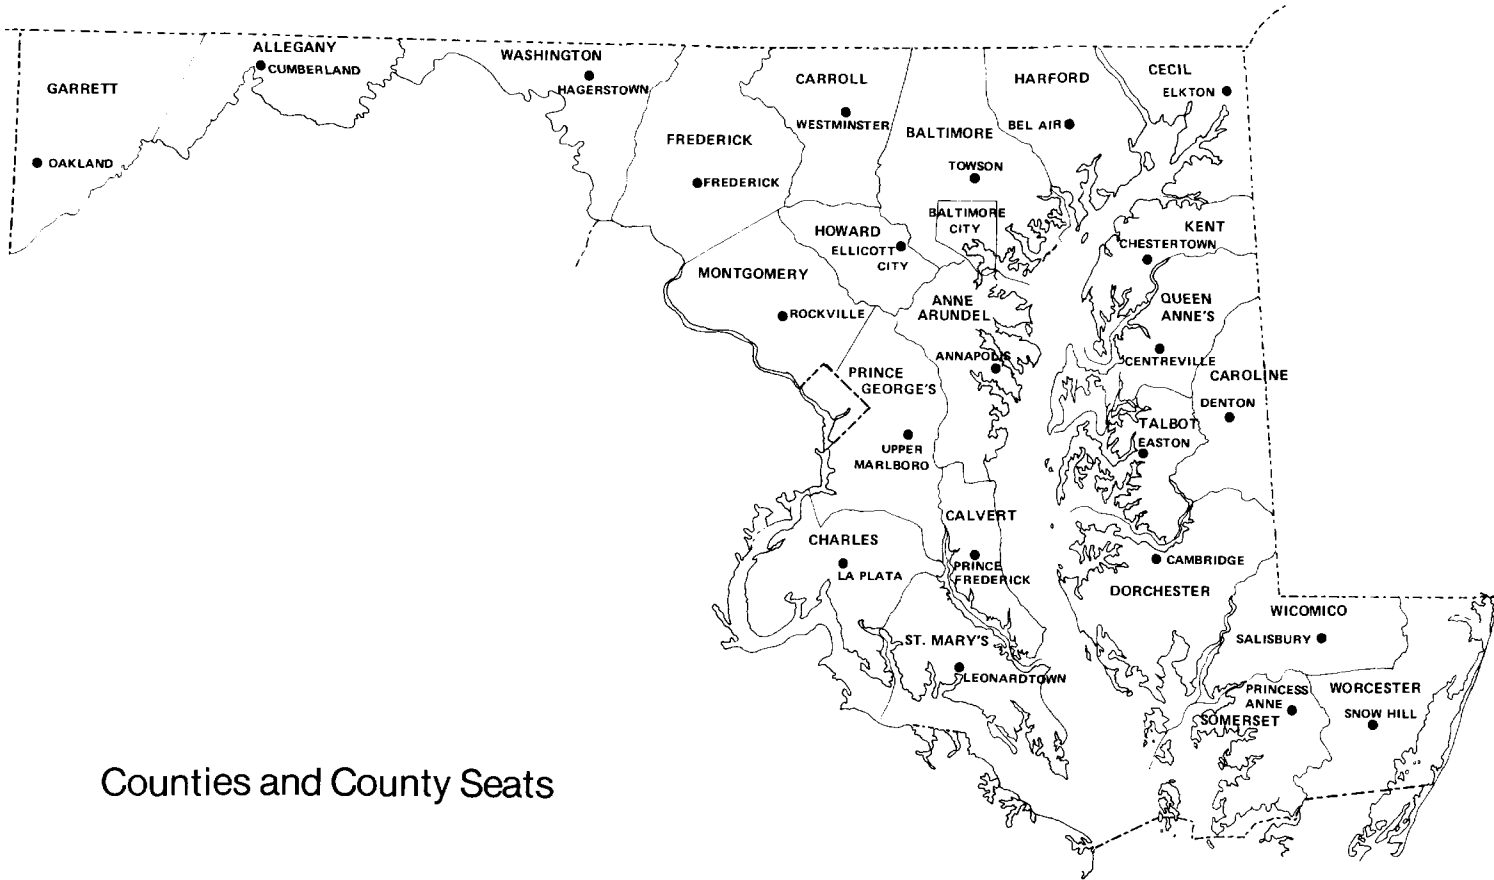 ALLEGANY
CUMBERLAND
WASHINGTON
HAGERSTOWN
GARRETT
OAKLAND
FREDERICK
FREDERICK
CARROLL
WESTMINSTER
BALTIMORE
TOWSON
HARFORD
BEL AIR
CECIL
ELKTON
BALTIMORE
CITY
HOWARD
ELLICOTT
CITY
MONTGOMERY
ROCKVILLE
KENT
CHESTERTOWN
ANNE
ARUNDEL
ANNAPOLIS
QUEEN
ANNE'S
CENTREVILLE
PRINCE
GEORGE'S
UPPER
MARLBORO
CAROLINE
DENTON
TALBOT
EASTON
CALVERT
PRINCE
FREDERICK
CHARLES
LA PLATA
CAMBRIDGE
DORCHESTER
ST. MARY'S
LEONARDTOWN
WICOMICO
SALISBURY
PRINCESS
ANNE
SOMERSET
WORCESTER
SNOW HILL
Counties and County Seats